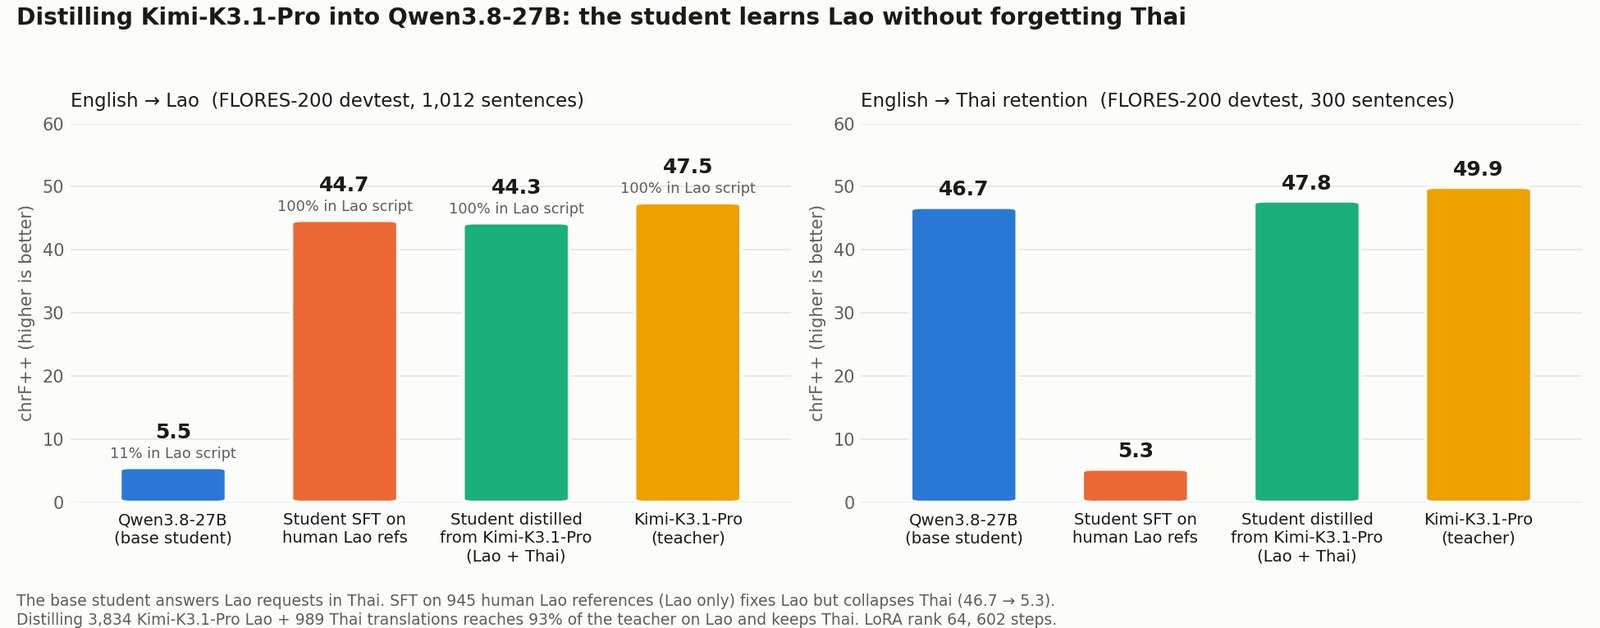 Distilling Kimi-K3.1-Pro into Qwen3.8-27B: the student learns Lao without forgetting Thai
English → Lao (FLORES-200 devtest, 1,012 sentences)
chrF++ (higher is better)
60
50
40
30
20
10
0
5.5
11% in Lao script
44.7
100% in Lao script
44.3
100% in Lao script
47.5
100% in Lao script
Qwen3.8-27B
(base student)
Student SFT on
human Lao refs
Student distilled
from Kimi-K3.1-Pro
(Lao + Thai)
Kimi-K3.1-Pro
(teacher)
English → Thai retention (FLORES-200 devtest, 300 sentences)
chrF++ (higher is better)
60
50
40
30
20
10
0
46.7
5.3
47.8
49.9
Qwen3.8-27B
(base student)
Student SFT on
human Lao refs
Student distilled
from Kimi-K3.1-Pro
(Lao + Thai)
Kimi-K3.1-Pro
(teacher)
The base student answers Lao requests in Thai. SFT on 945 human Lao references (Lao only) fixes Lao but collapses Thai (46.7 → 5.3).
Distilling 3,834 Kimi-K3.1-Pro Lao + 989 Thai translations reaches 93% of the teacher on Lao and keeps Thai. LoRA rank 64, 602 steps.